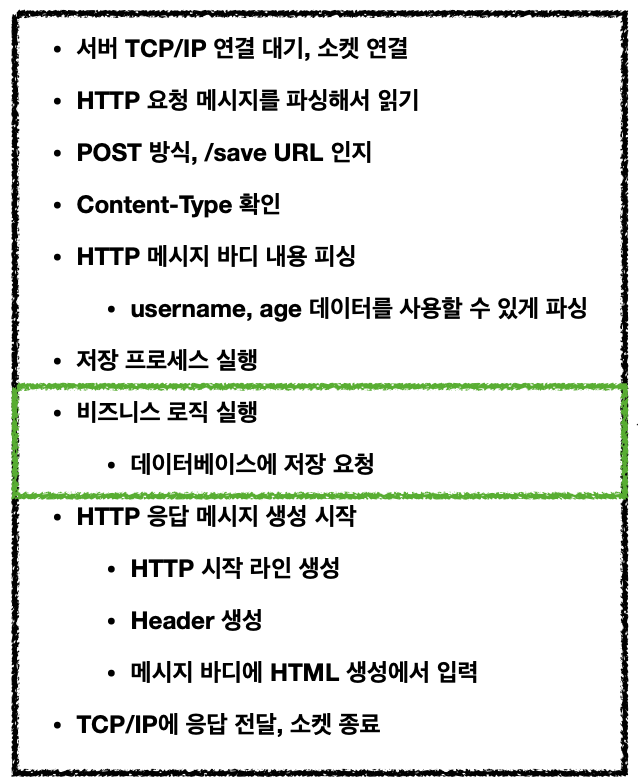 • 서버 TCP/IP 연결 대기, 소켓 연결
• HTTP 요청 메시지를 파싱해서 읽기
• POST 방식, /save URL 인지
• Content-Type 확인
• HTTP 메시지 바디 내용 피싱
• username, age 데이터를 사용할 수 있게 파싱
• 저장 프로세스 실행
• 비즈니스 로직 실행
• 데이터베이스에 저장 요청
• HTTP 응답 메시지 생성 시작
• HTTP 시작 라인 생성
• Header 생성
• 메시지 바디에 HTML 생성에서 입력
• TCP/IP에 응답 전달, 소켓 종료